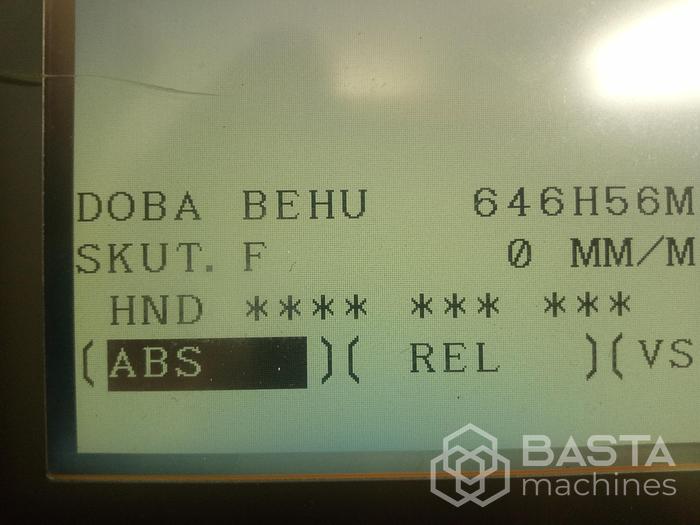 DOBA BEHU 646H56M
SKUT. F 0 MM/M
HND **** *** ***
(ABS )( REL )(VS
BASTA
machines